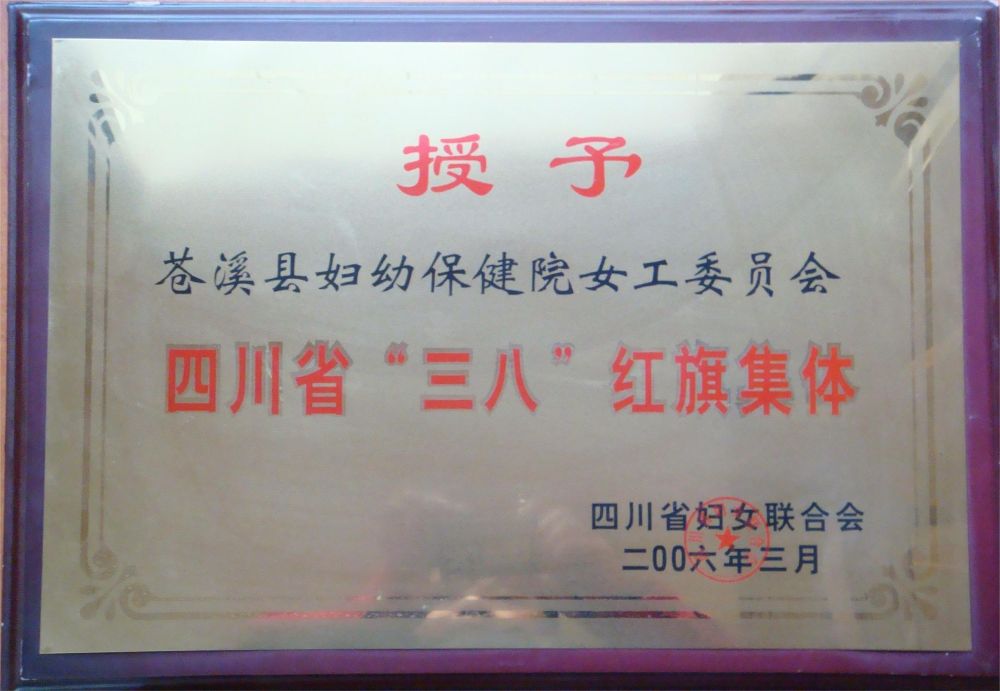 授予
苍溪县妇幼保健院女工委员会
四川省“三八”红旗集体
四川省妇女联合会
二00六年三月